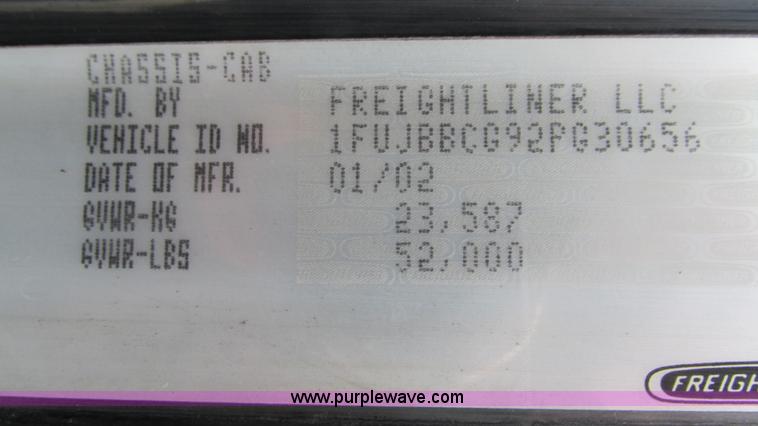 CHASSIS-CAB
MFD. BY FREIGHTLINER LLC
VEHICLE ID NO. 1FUJBBCG92PG30656
DATE OF MFR. 01/02
GVWR-KG 23,587
GVWR-LBS 52,000
FREIGH
www.purplewave.com